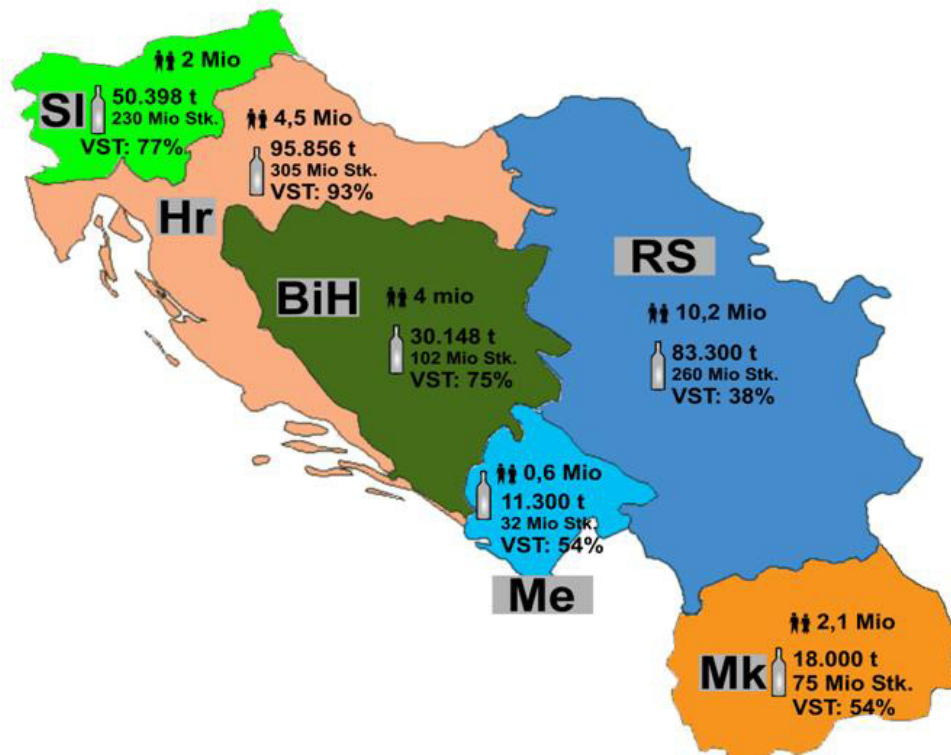 2 Mio
Sl
50.398 t
230 Mio Stk.
VST: 77%
4,5 Mio
95.856 t
305 Mio Stk.
VST: 93%
Hr
BiH
4 mio
30.148 t
102 Mio Stk.
VST: 75%
RS
10,2 Mio
83.300 t
260 Mio Stk.
VST: 38%
0,6 Mio
11.300 t
32 Mio Stk.
VST: 54%
Me
2,1 Mio
Mk
18.000 t
75 Mio Stk.
VST: 54%